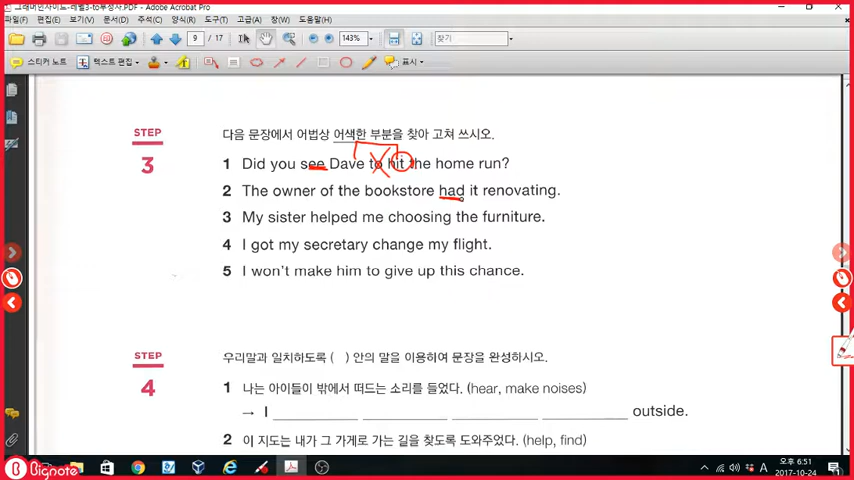 그래머인사이드-레벨3-to부정사.PDF - Adobe Acrobat Pro
파일(F) 편집(E) 보기(V) 문서(D) 주석(C) 양식(R) 도구(T) 고급(A) 창(W) 도움말(H)
9 / 17 143% 찾기
스티커 노트 텍스트 편집 표시
STEP
3
다음 문장에서 어법상 어색한 부분을 찾아 고쳐 쓰시오.
1 Did you see Dave to hit the home run?
2 The owner of the bookstore had it renovating.
3 My sister helped me choosing the furniture.
4 I got my secretary change my flight.
5 I won't make him to give up this chance.
STEP
4
우리말과 일치하도록 ( ) 안의 말을 이용하여 문장을 완성하시오.
1 나는 아이들이 밖에서 떠드는 소리를 들었다. (hear, make noises)
→ I ____ ____ ____ ____ outside.
2 이 지도는 내가 그 가게로 가는 길을 찾도록 도와주었다. (help, find)
Bignote
A 오후 6:51
2017-10-24